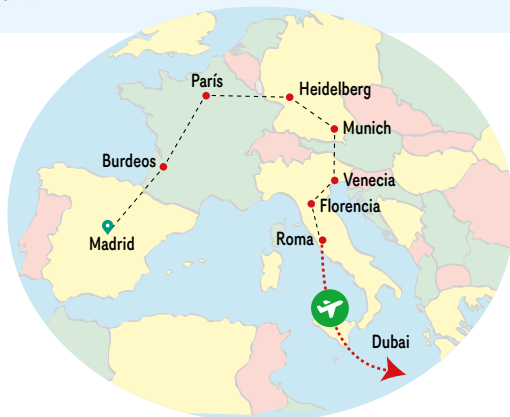 París
Heidelberg
Munich
Burdeos
Venecia
Florencia
Madrid
Roma
Dubai